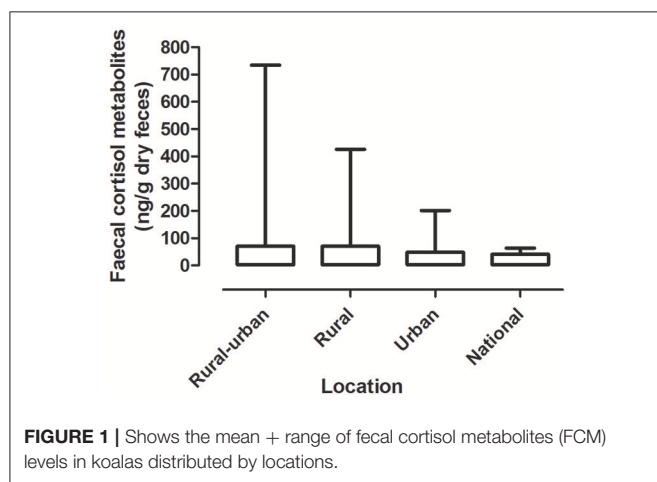 Faecal cortisol metabolites
(ng/g dry feces)
800
700
600
500
400
300
200
100
0
Rural-urban
Rural
Urban
National
Location
FIGURE 1 | Shows the mean + range of fecal cortisol metabolites (FCM)
levels in koalas distributed by locations.